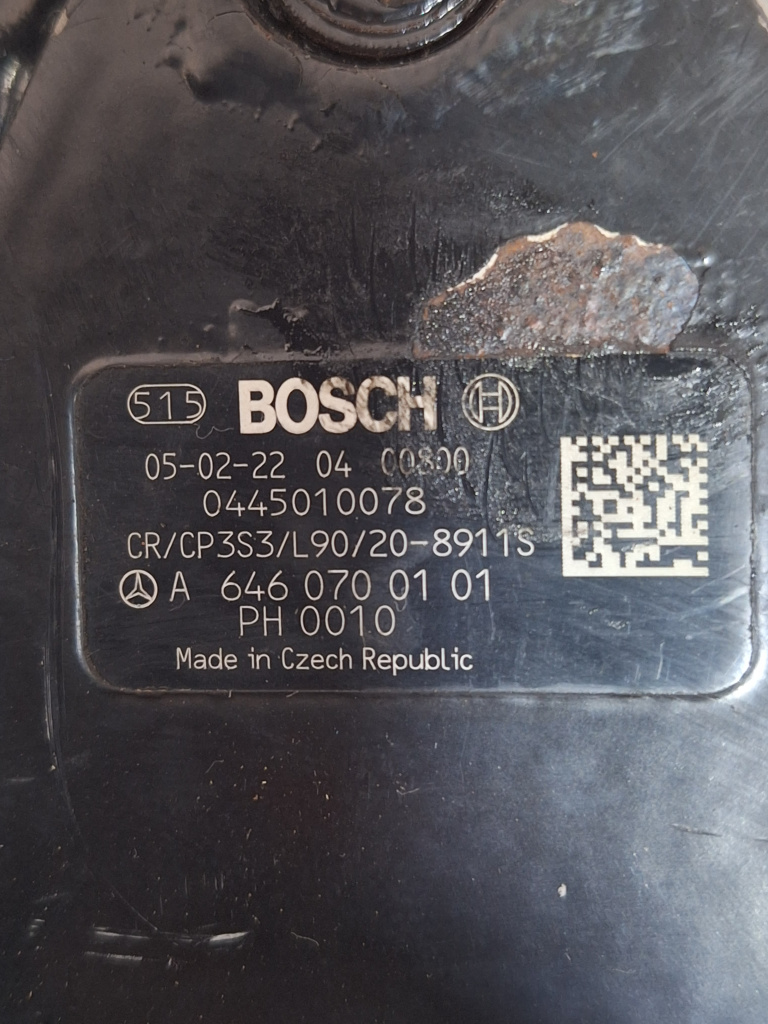 515 BOSCH
05-02-22 04 00800
0445010078
CR/CP3S3/L90/20-8911S
A 646 070 01 01
PH 0010
Made in Czech Republic